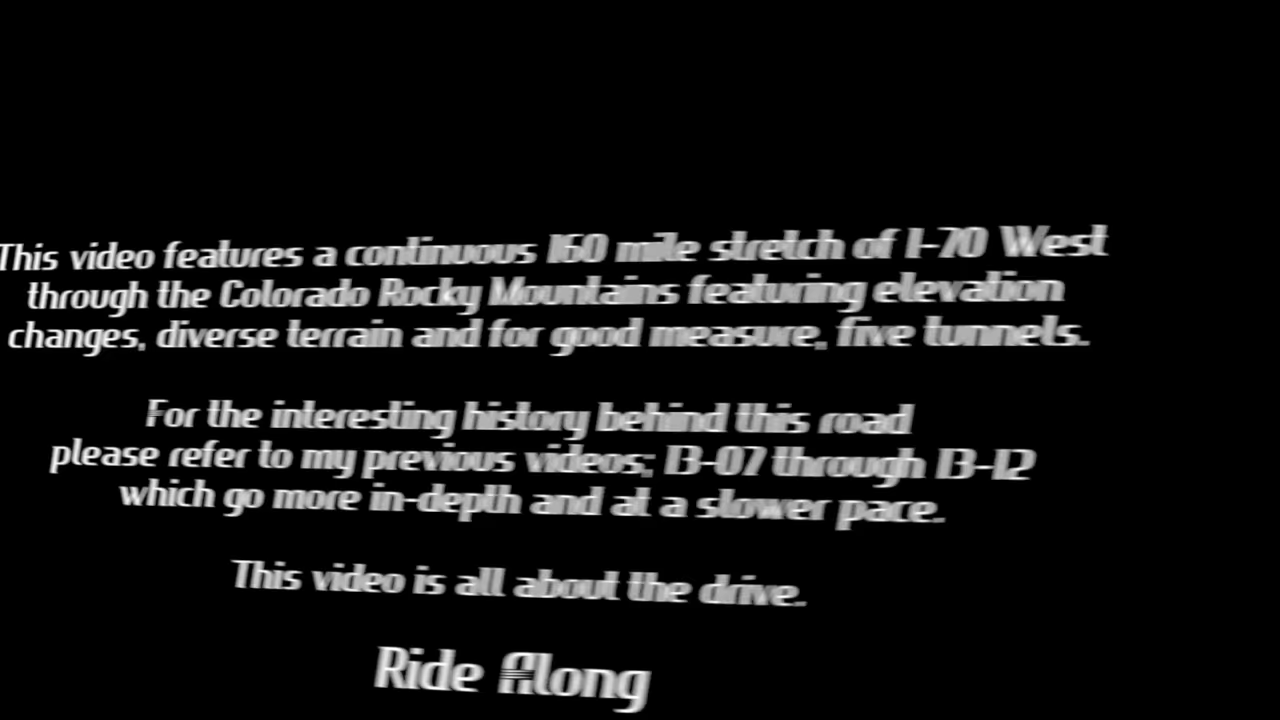 This video features a continuous 160 mile stretch of I-70 West
through the Colorado Rocky Mountains featuring elevation
changes, diverse terrain and for good measure, five tunnels.
For the interesting history behind this road
please refer to my previous videos; 13-07 through 13-12
which go more in-depth and at a slower pace.
This video is all about the drive.
Ride Along